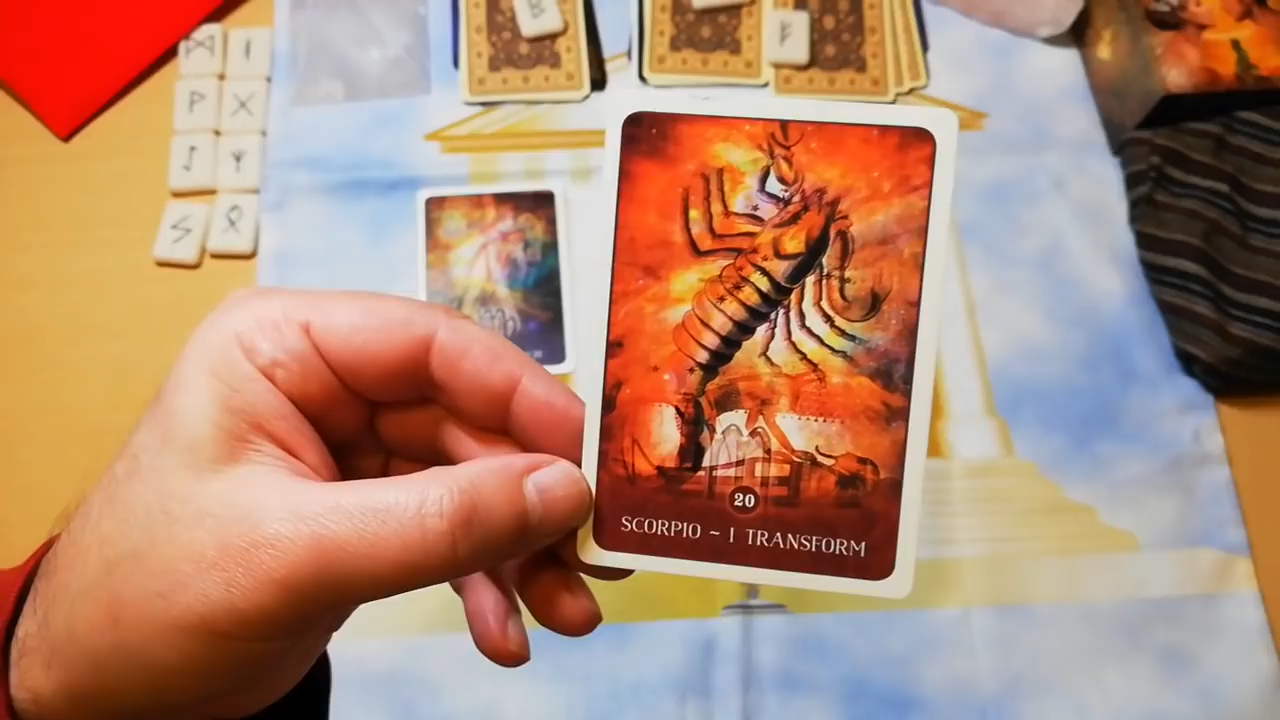 ᛗ ᛁ
ᚹ ᚷ
ᛇ ᛉ
ᛊ ᛟ
ᛒ
ᚠ
20
SCORPIO ~ I TRANSFORM